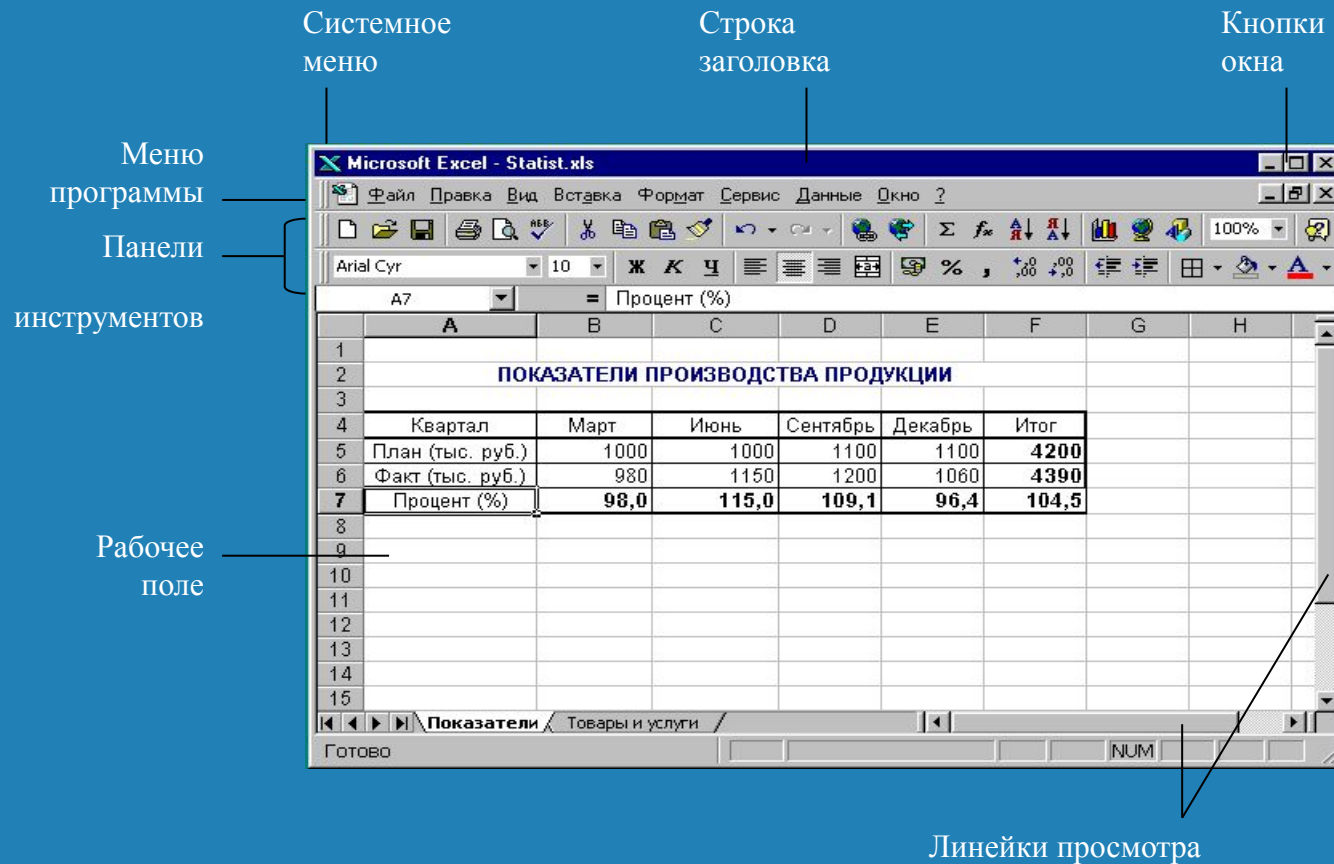 Системное
меню
Строка
заголовка
Кнопки
окна
Меню
программы
Панели
инструментов
Рабочее
поле
Microsoft Excel - Statist.xls
Файл Правка Вид Вставка Формат Сервис Данные Окно ?
100%
Arial Cyr 10 Ж К Ч % ,
A7 = Процент (%)
A B C D E F G H
1
2 ПОКАЗАТЕЛИ ПРОИЗВОДСТВА ПРОДУКЦИИ
3
4 Квартал Март Июнь Сентябрь Декабрь Итог
5 План (тыс. руб.) 1000 1000 1100 1100 4200
6 Факт (тыс. руб.) 980 1150 1200 1060 4390
7 Процент (%) 98,0 115,0 109,1 96,4 104,5
8
9
10
11
12
13
14
15
Показатели Товары и услуги
Готово NUM
Линейки просмотра